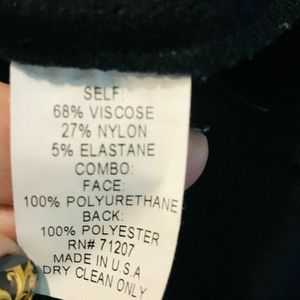 SELF:
68% VISCOSE
27% NYLON
5% ELASTANE
COMBO:
FACE:
100% POLYURETHANE
BACK:
100% POLYESTER
RN# 71207
MADE IN U.S.A
DRY CLEAN ONLY